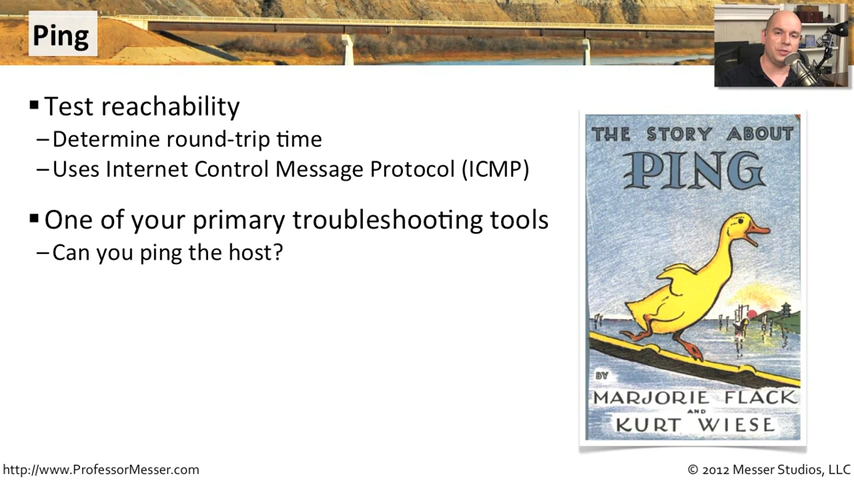 Ping
▪Test reachability
–Determine round-trip time
–Uses Internet Control Message Protocol (ICMP)
▪One of your primary troubleshooting tools
–Can you ping the host?
THE STORY ABOUT
PING
BY
MARJORIE FLACK
AND
KURT WIESE
http://www.ProfessorMesser.com
© 2012 Messer Studios, LLC